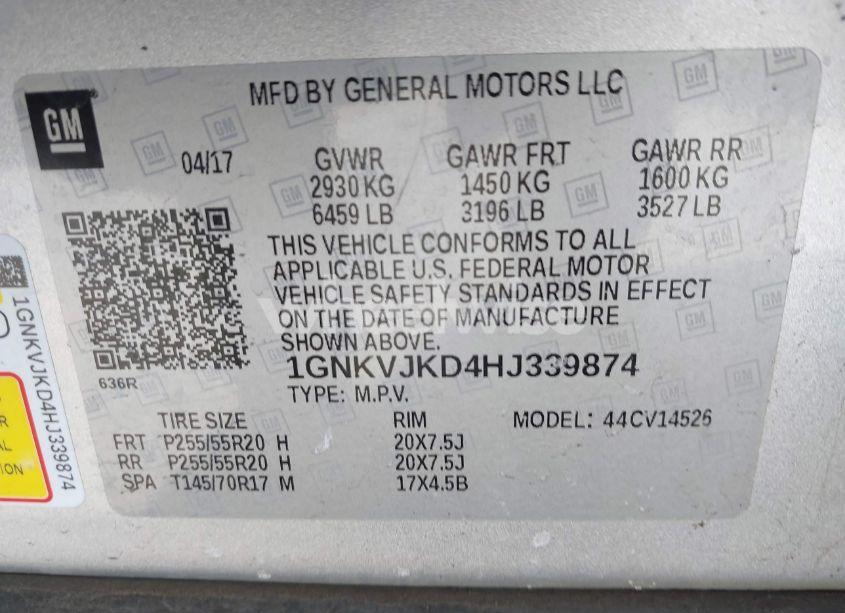 MFD BY GENERAL MOTORS LLC
GM
04/17 GVWR GAWR FRT GAWR RR
2930 KG 1450 KG 1600 KG
6459 LB 3196 LB 3527 LB
THIS VEHICLE CONFORMS TO ALL
APPLICABLE U.S. FEDERAL MOTOR
VEHICLE SAFETY STANDARDS IN EFFECT
ON THE DATE OF MANUFACTURE
SHOWN ABOVE.
1GNKVJKD4HJ339874
636R
TYPE: M.P.V.
TIRE SIZE RIM MODEL: 44CV14526
FRT P255/55R20 H 20X7.5J
RR P255/55R20 H 20X7.5J
SPA T145/70R17 M 17X4.5B
1GNKVJKD4HJ339874